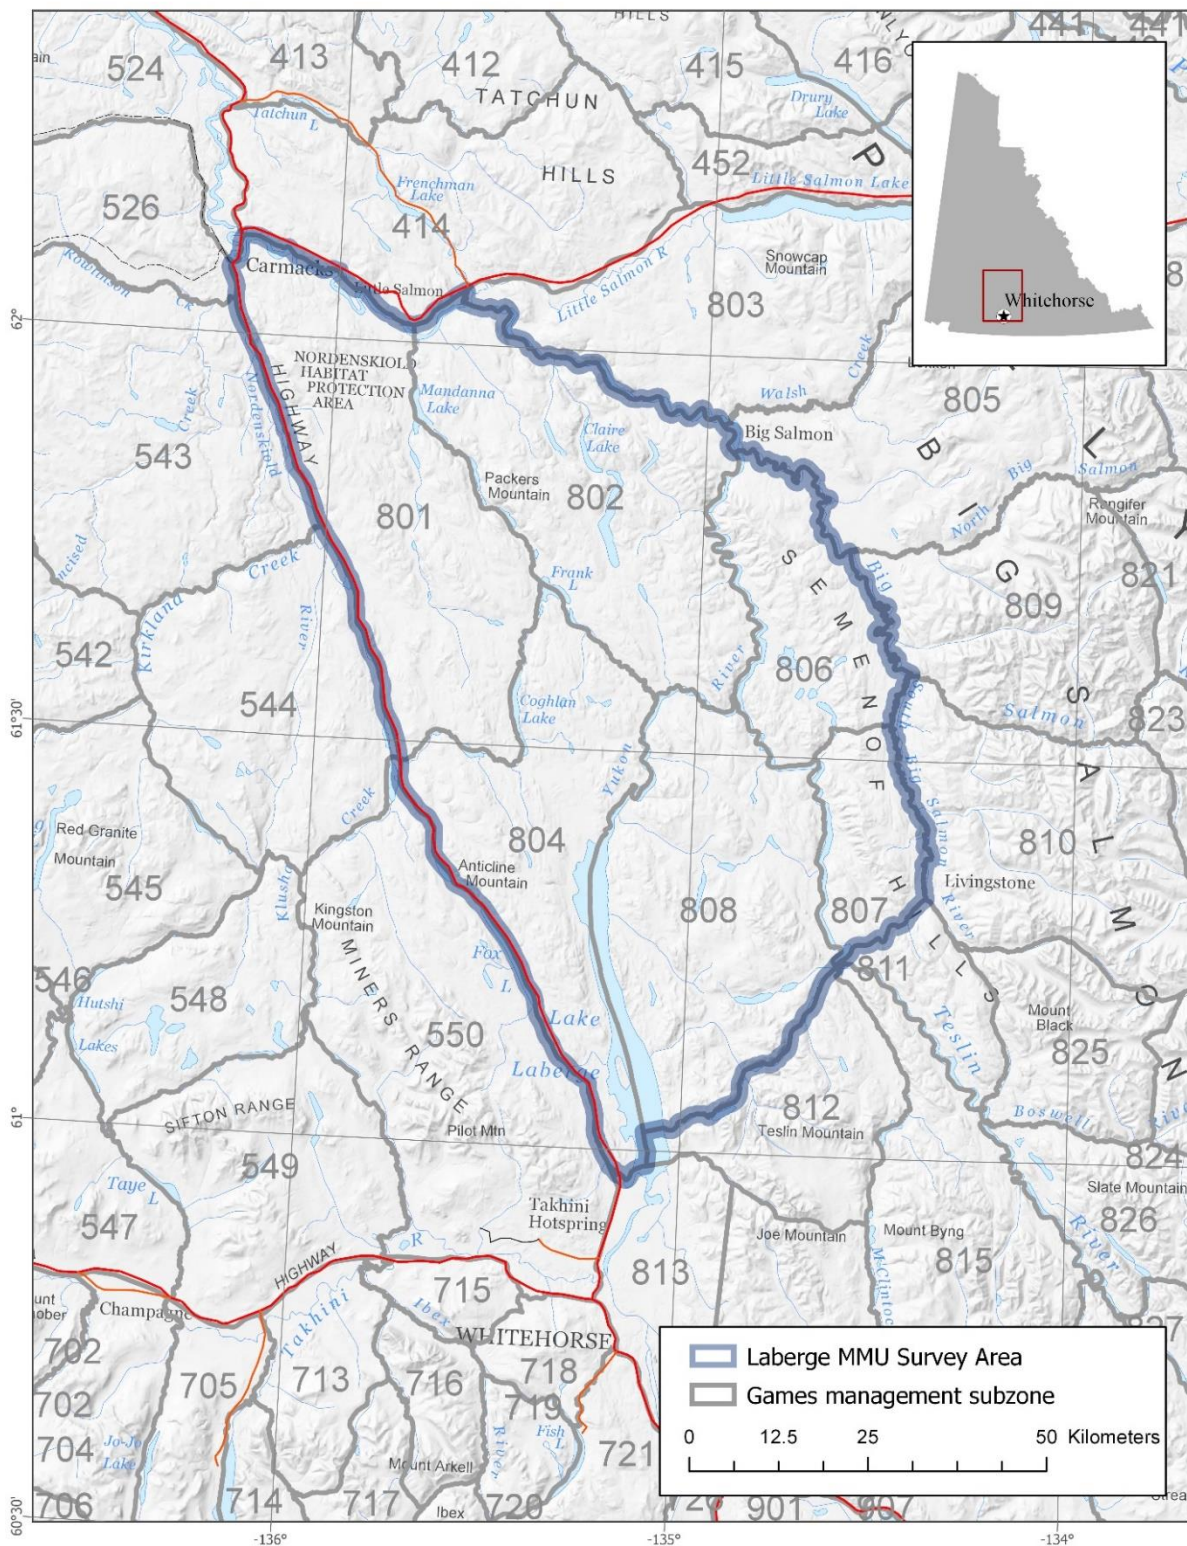 HILLS
441
524
413
412
415
416
TATCHUN
Tatchun
L
Drury
Lake
HILLS
452
P
Little Salmon Lake
526
Frenchman
Lake
414
Whitehorse
Carmacks
Little Salmon
Little Salmon R
Snowcap
Mountain
803
62°
NORDENSKIOLD
HABITAT
PROTECTION
AREA
HIGHWAY
Nordenskiold
Creek
543
Mandanna
Lake
Walsh
Creek
805
Big Salmon
Claire
Lake
802
Packers
Mountain
801
B I G
L Y
North Big Salmon
Rangifer
Mountain
821
809
Creek
Kirkland
River
Frank
L
SEMENOF
HILLS
Big
542
544
806
River
Coghlan
Lake
61°30'
South Big Salmon
River
Salmon
823
SALMON
Yukon
Creek
804
810
Red Granite
Mountain
545
Anticline
Mountain
Livingstone
Klusha
Kingston
Mountain
808
807
811
MINERS RANGE
Fox
L
546
548
Hutshi
Lakes
550
Lake
Laberge
Teslin
Mount
Black
825
61°
SIFTON RANGE
Pilot Mtn
812
Teslin Mountain
Boswell
824
549
Taye
L
547
Slate Mountain
826
Takhini
Hotspring
Joe Mountain
Mount Byng
815
River
R
HIGHWAY
813
715
Champagne
Takhini
Ibex
WHITEHORSE
702
705
713
716
718
719
702
704
Jo-Jo
Lake
River
Fish
L
721
Mount Arkell
706
714
717
Ibex
720
901
Laberge MMU Survey Area
Games management subzone
0 12.5 25 50 Kilometers
60°30'
-136° -135° -134°